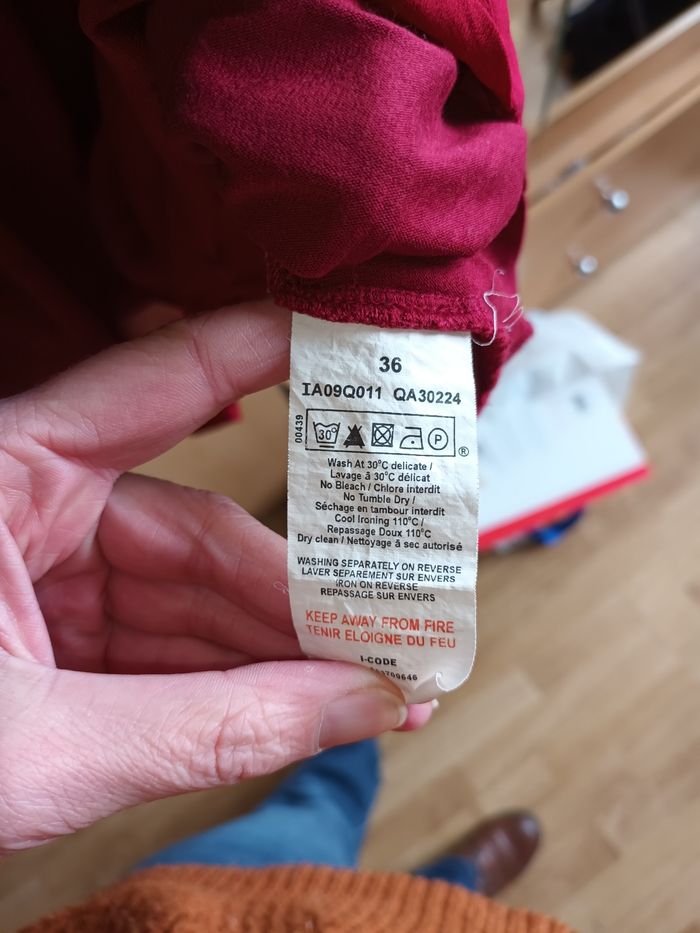 36
IA09Q011 QA30224
00439
30°
P
®
Wash At 30°C delicate /
Lavage à 30°C délicat
No Bleach / Chlore interdit
No Tumble Dry /
Séchage en tambour interdit
Cool Ironing 110°C /
Repassage Doux 110°C
Dry clean / Nettoyage à sec autorisé
WASHING SEPARATELY ON REVERSE
LAVER SEPAREMENT SUR ENVERS
IRON ON REVERSE
REPASSAGE SUR ENVERS
KEEP AWAY FROM FIRE
TENIR ELOIGNE DU FEU
I-CODE